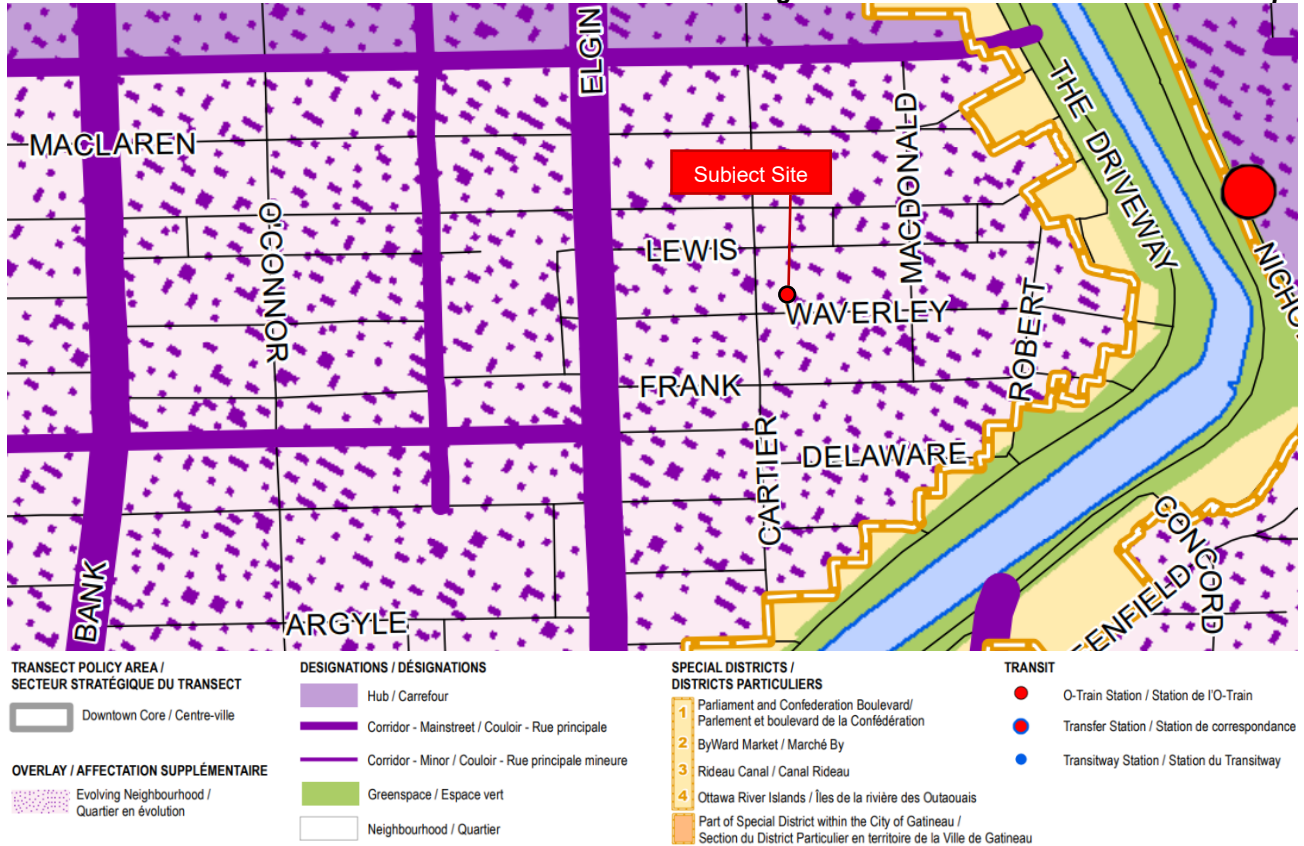 ELGIN
MACLAREN
THE DRIVEWAY
MACDONALD
Subject Site
O'CONNOR
LEWIS
WAVERLEY
ROBERT
FRANK
CARTIER
DELAWARE
CONCORD
BANK
ARGYLE
TRANSECT POLICY AREA /
SECTEUR STRATÉGIQUE DU TRANSECT
Downtown Core / Centre-ville
OVERLAY / AFFECTATION SUPPLÉMENTAIRE
Evolving Neighbourhood /
Quartier en évolution
DESIGNATIONS / DÉSIGNATIONS
Hub / Carrefour
Corridor - Mainstreet / Couloir - Rue principale
Corridor - Minor / Couloir - Rue principale mineure
Greenspace / Espace vert
Neighbourhood / Quartier
SPECIAL DISTRICTS /
DISTRICTS PARTICULIERS
1 Parliament and Confederation Boulevard/
Parlement et boulevard de la Confédération
2 ByWard Market / Marché By
3 Rideau Canal / Canal Rideau
4 Ottawa River Islands / Îles de la rivière des Outaouais
Part of Special District within the City of Gatineau /
Section du District Particulier en territoire de la Ville de Gatineau
TRANSIT
O-Train Station / Station de l'O-Train
Transfer Station / Station de correspondance
Transitway Station / Station du Transitway